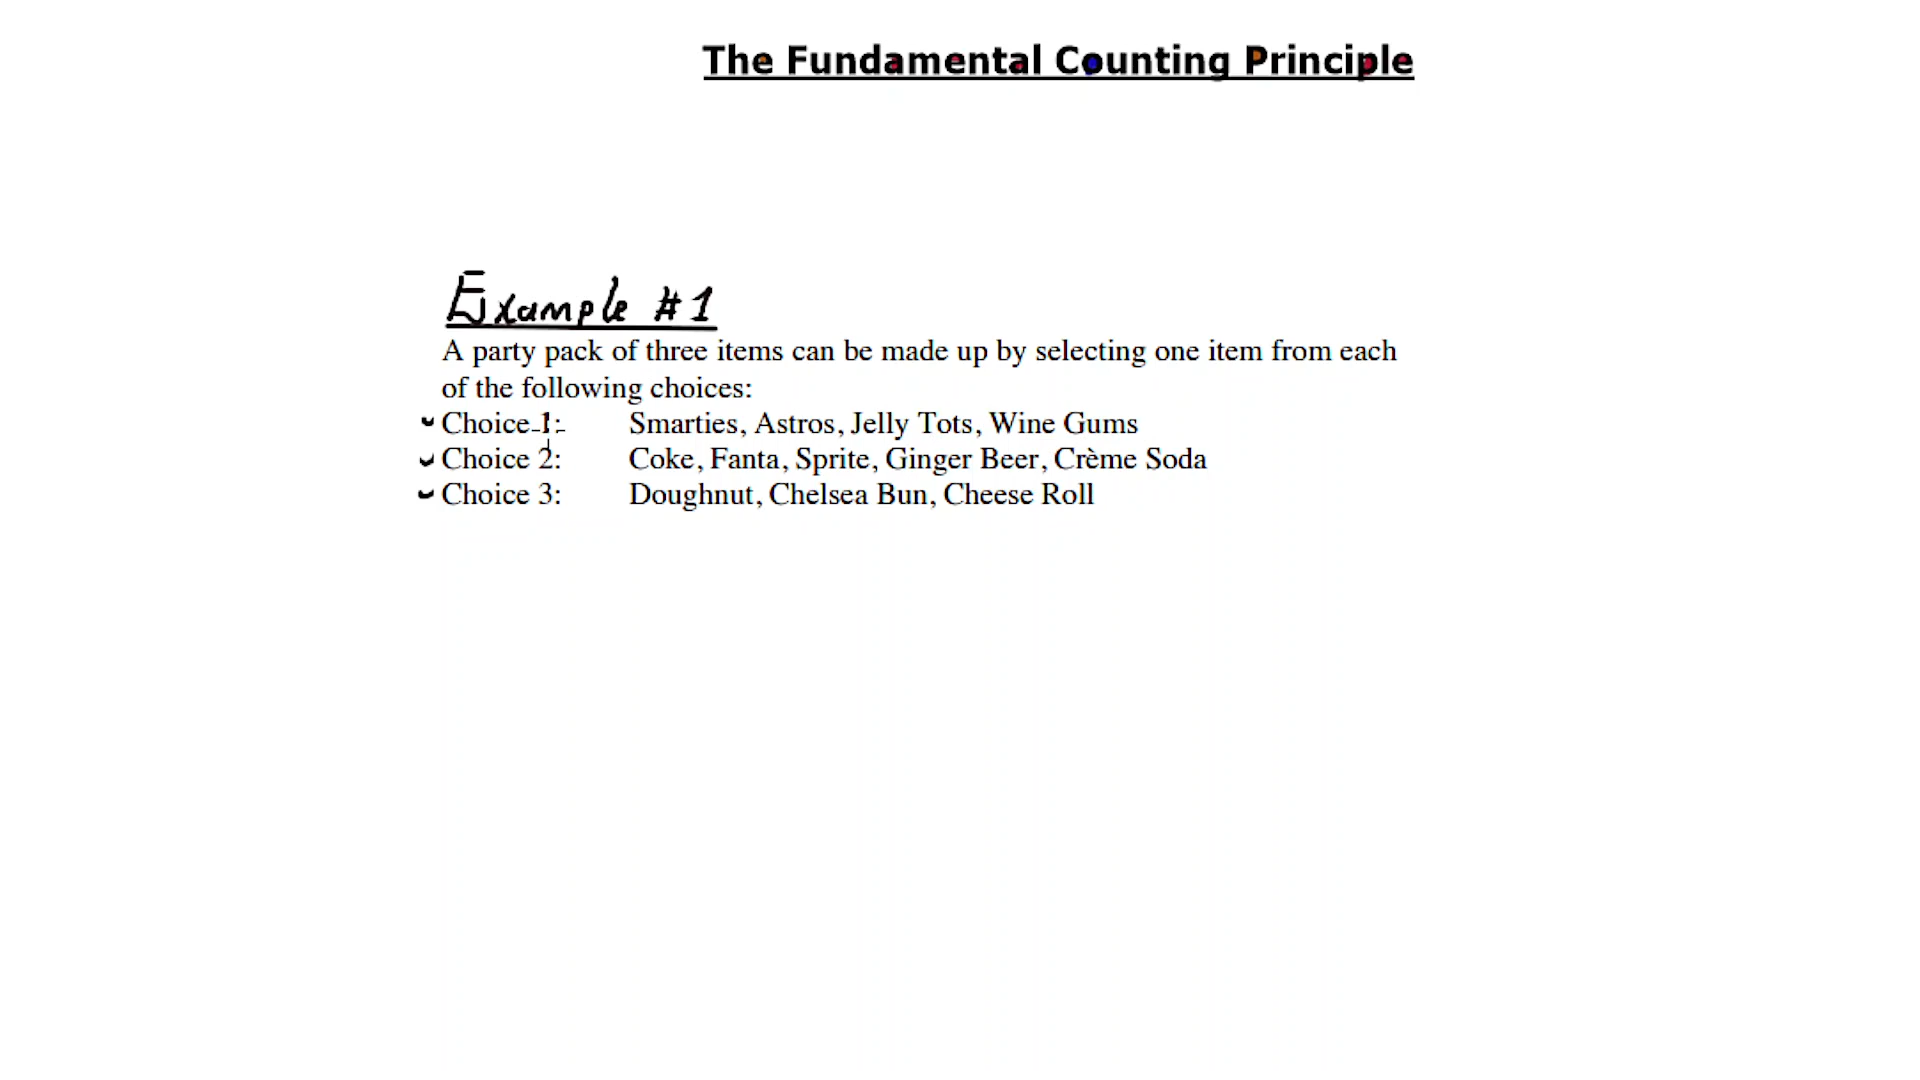 The Fundamental Counting Principle
Example #1
A party pack of three items can be made up by selecting one item from each
of the following choices:
Choice 1: Smarties, Astros, Jelly Tots, Wine Gums
Choice 2: Coke, Fanta, Sprite, Ginger Beer, Crème Soda
Choice 3: Doughnut, Chelsea Bun, Cheese Roll